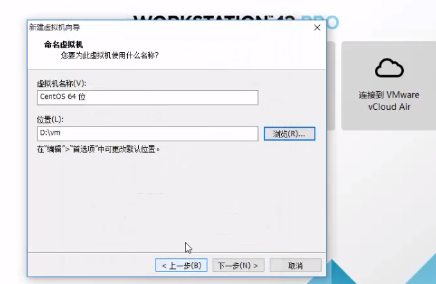 WORKSTATION 12 PRO
新建虚拟机向导
命名虚拟机
您要为此虚拟机使用什么名称?
虚拟机名称(V):
CentOS 64 位
位置(L):
D:\vm
浏览(R)...
在"编辑">"首选项"中可更改默认位置。
< 上一步(B)
下一步(N) >
取消
连接到 VMware
vCloud Air